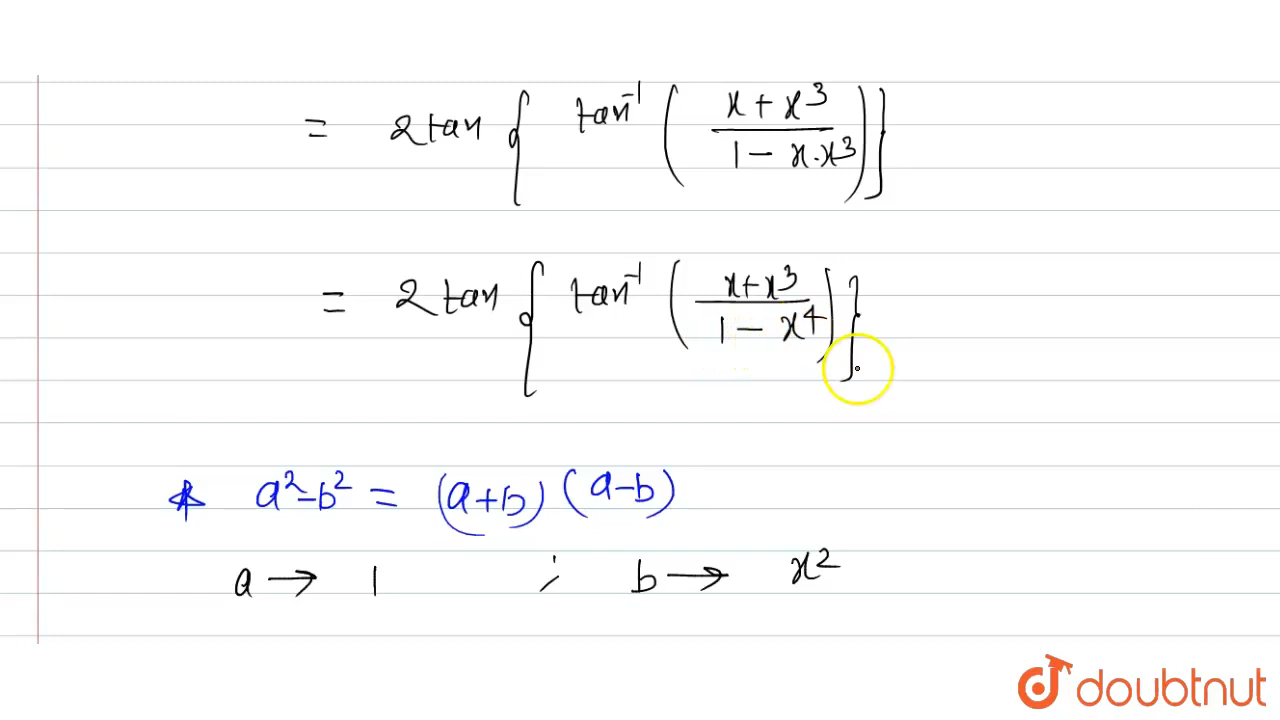 = 2 tan { tan⁻¹ ( x + x³ / 1 - x.x³ ) }
= 2 tan { tan⁻¹ ( x + x³ / 1 - x⁴ ) }
* a² - b² = (a + b) (a - b)
a → 1 ; b → x²
doubtnut